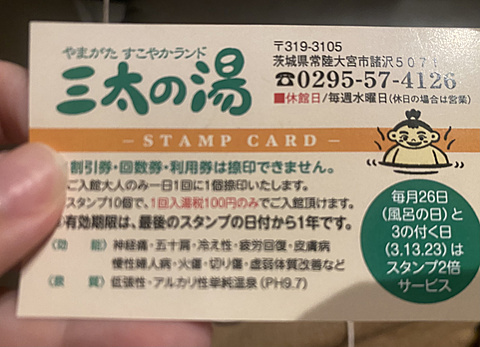 やまがた すこやかランド
三太の湯
〒319-3105
茨城県常陸大宮市諸沢5071
☎0295-57-4126
■休館日/毎週水曜日(休日の場合は営業)
STAMP CARD
割引券・回数券・利用券は捺印できません。
ご入館大人のみ一日1回に1個捺印いたします。
スタンプ10個で、1回入湯税100円のみでご入館頂けます。
有効期限は、最後のスタンプの日付から1年です。
〈効 能〉神経痛・五十肩・冷え性・疲労回復・皮膚病
慢性婦人病・火傷・切り傷・虚弱体質改善など
〈泉 質〉低張性・アルカリ性単純温泉(PH9.7)
毎月26日
(風呂の日)と
3の付く日
(3.13.23)は
スタンプ2倍
サービス